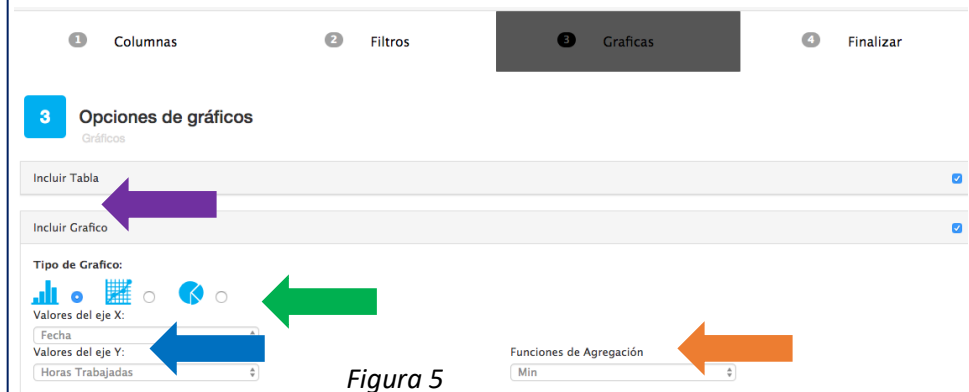 1 Columnas 2 Filtros 3 Graficas 4 Finalizar
3 Opciones de gráficos
Gráficos
Incluir Tabla
Incluir Grafico
Tipo de Grafico:
Valores del eje X:
Fecha
Valores del eje Y:
Horas Trabajadas
Funciones de Agregación
Min
Figura 5